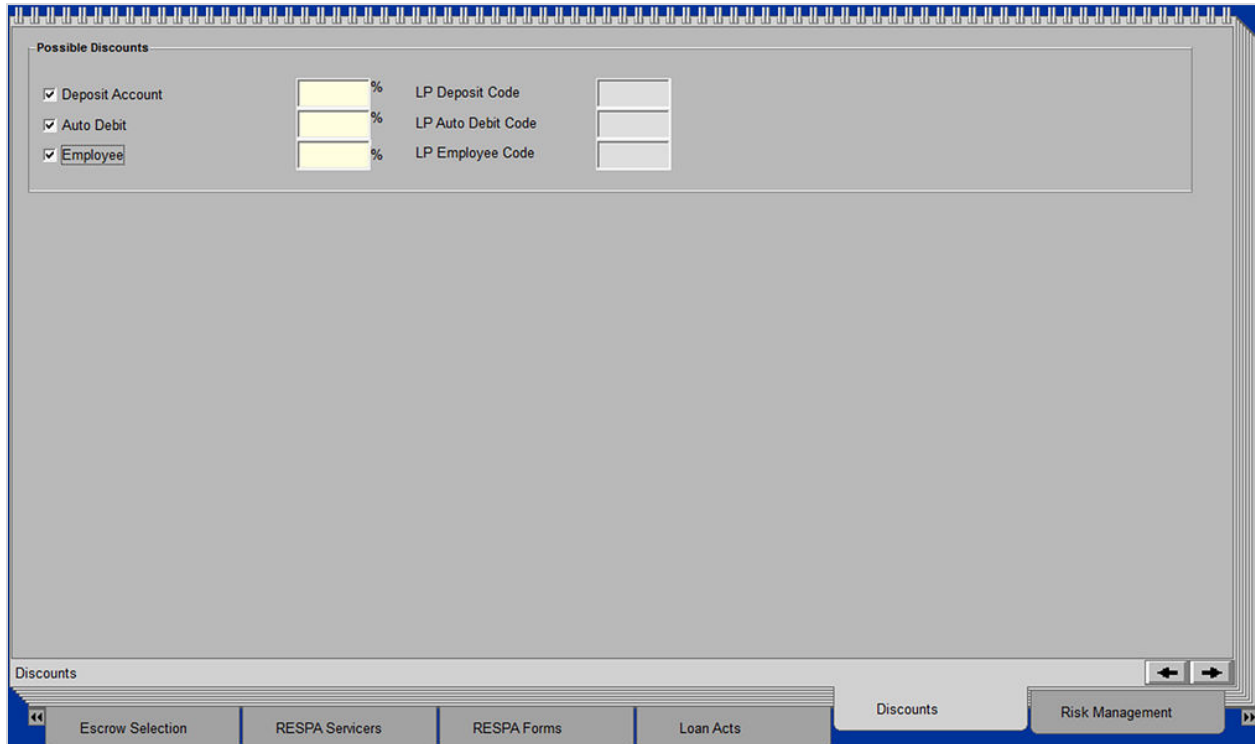 Possible Discounts
Deposit Account % LP Deposit Code
Auto Debit % LP Auto Debit Code
Employee % LP Employee Code
Discounts
Escrow Selection RESPA Servicers RESPA Forms Loan Acts Discounts Risk Management